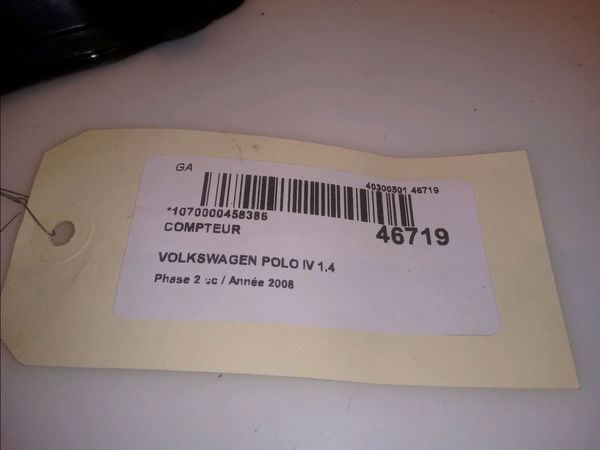 GA
40300501 46719
*1070000458386
COMPTEUR
46719
VOLKSWAGEN POLO IV 1.4
Phase 2 / Année 2008